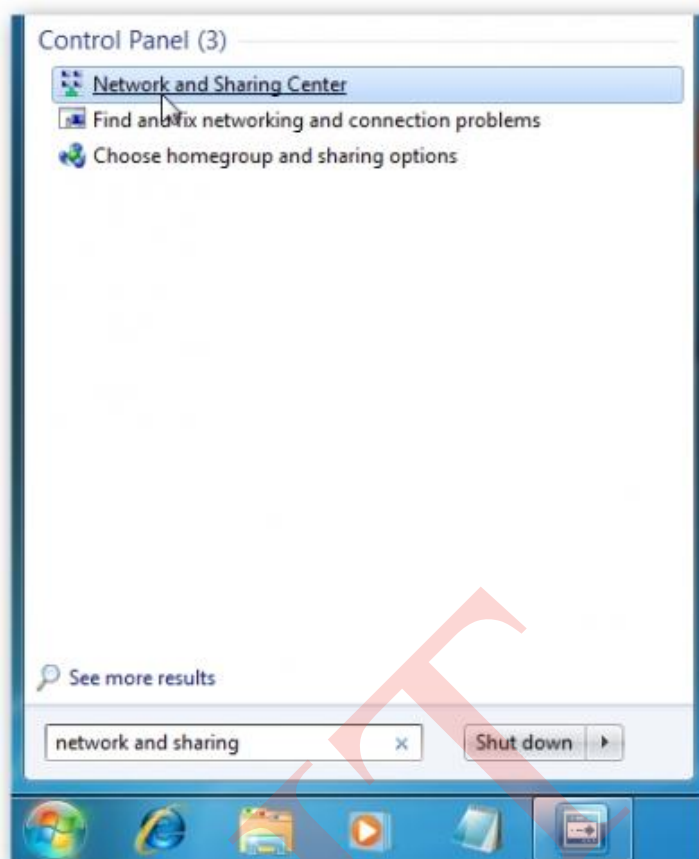 Control Panel (3)
Network and Sharing Center
Find and fix networking and connection problems
Choose homegroup and sharing options
See more results
network and sharing
Shut down